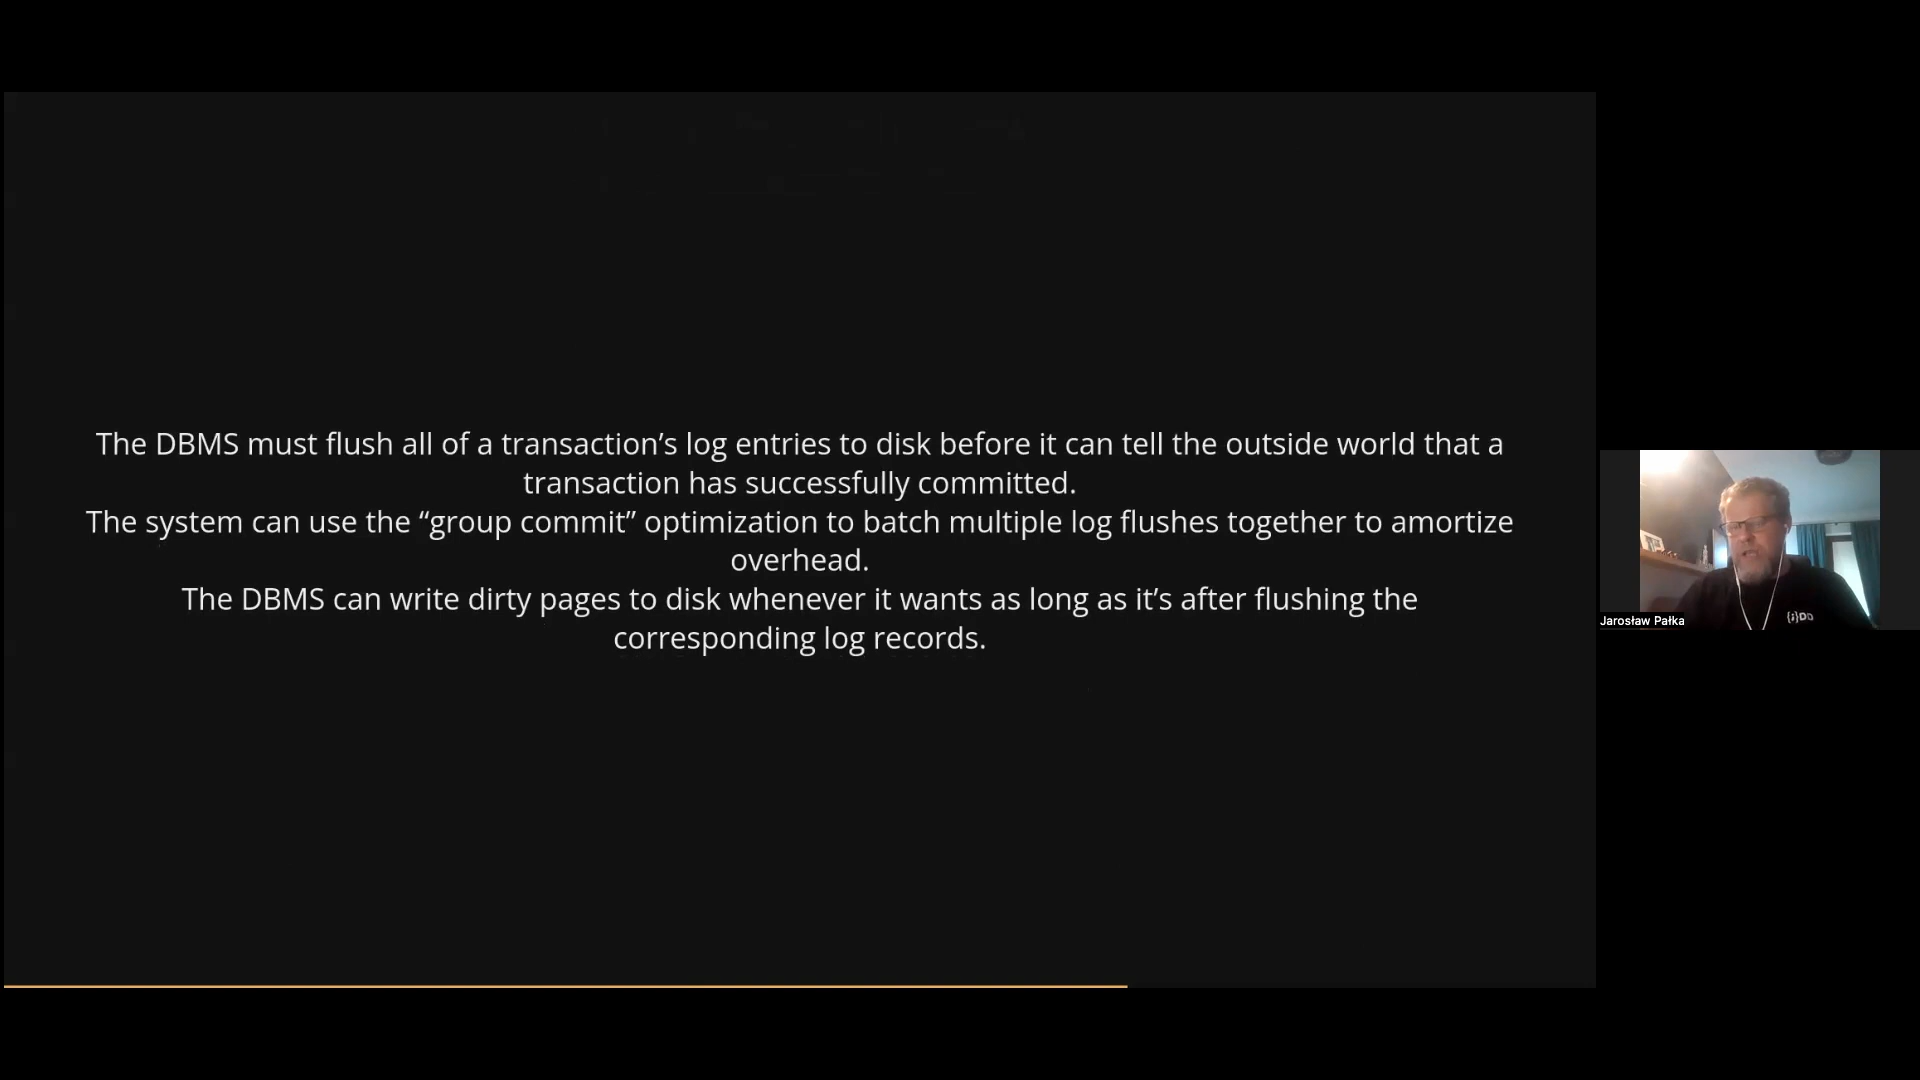 The DBMS must flush all of a transaction’s log entries to disk before it can tell the outside world that a
transaction has successfully committed.
The system can use the “group commit” optimization to batch multiple log flushes together to amortize
overhead.
The DBMS can write dirty pages to disk whenever it wants as long as it’s after flushing the
corresponding log records.
{;}DD
Jarosław Pałka